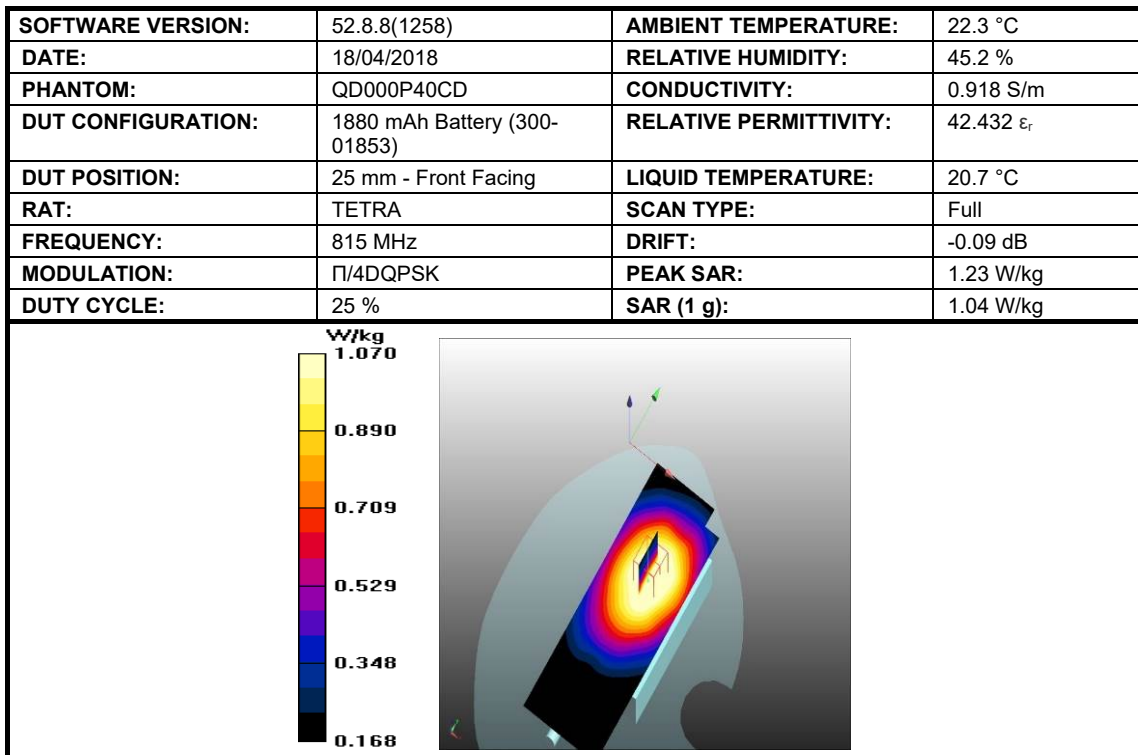 SOFTWARE VERSION: 52.8.8(1258) AMBIENT TEMPERATURE: 22.3 °C
DATE: 18/04/2018 RELATIVE HUMIDITY: 45.2 %
PHANTOM: QD000P40CD CONDUCTIVITY: 0.918 S/m
DUT CONFIGURATION: 1880 mAh Battery (300- RELATIVE PERMITTIVITY: 42.432 εr
01853)
DUT POSITION: 25 mm - Front Facing LIQUID TEMPERATURE: 20.7 °C
RAT: TETRA SCAN TYPE: Full
FREQUENCY: 815 MHz DRIFT: -0.09 dB
MODULATION: Π/4DQPSK PEAK SAR: 1.23 W/kg
DUTY CYCLE: 25 % SAR (1 g): 1.04 W/kg
W/kg
1.070
0.890
0.709
0.529
0.348
0.168